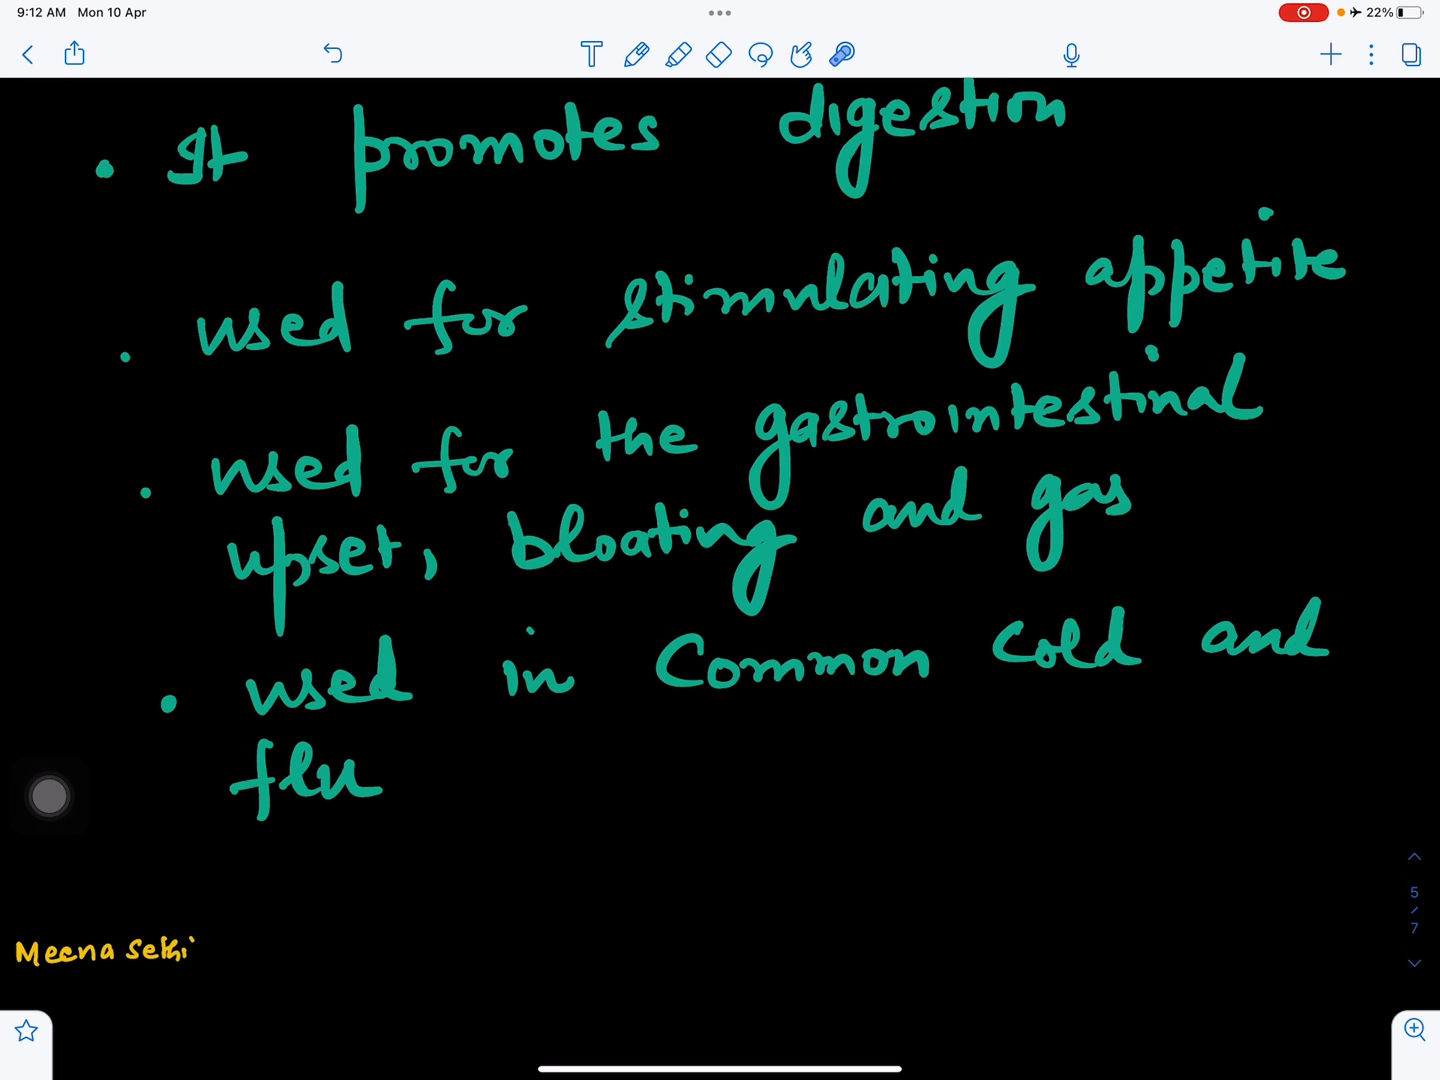 9:12 AM Mon 10 Apr
22%
. It promotes digestion
. used for stimulating appetite
. used for the gastrointestinal
upset, bloating and gas
. used in Common Cold and
flu
5
/
7
Meena Sethi